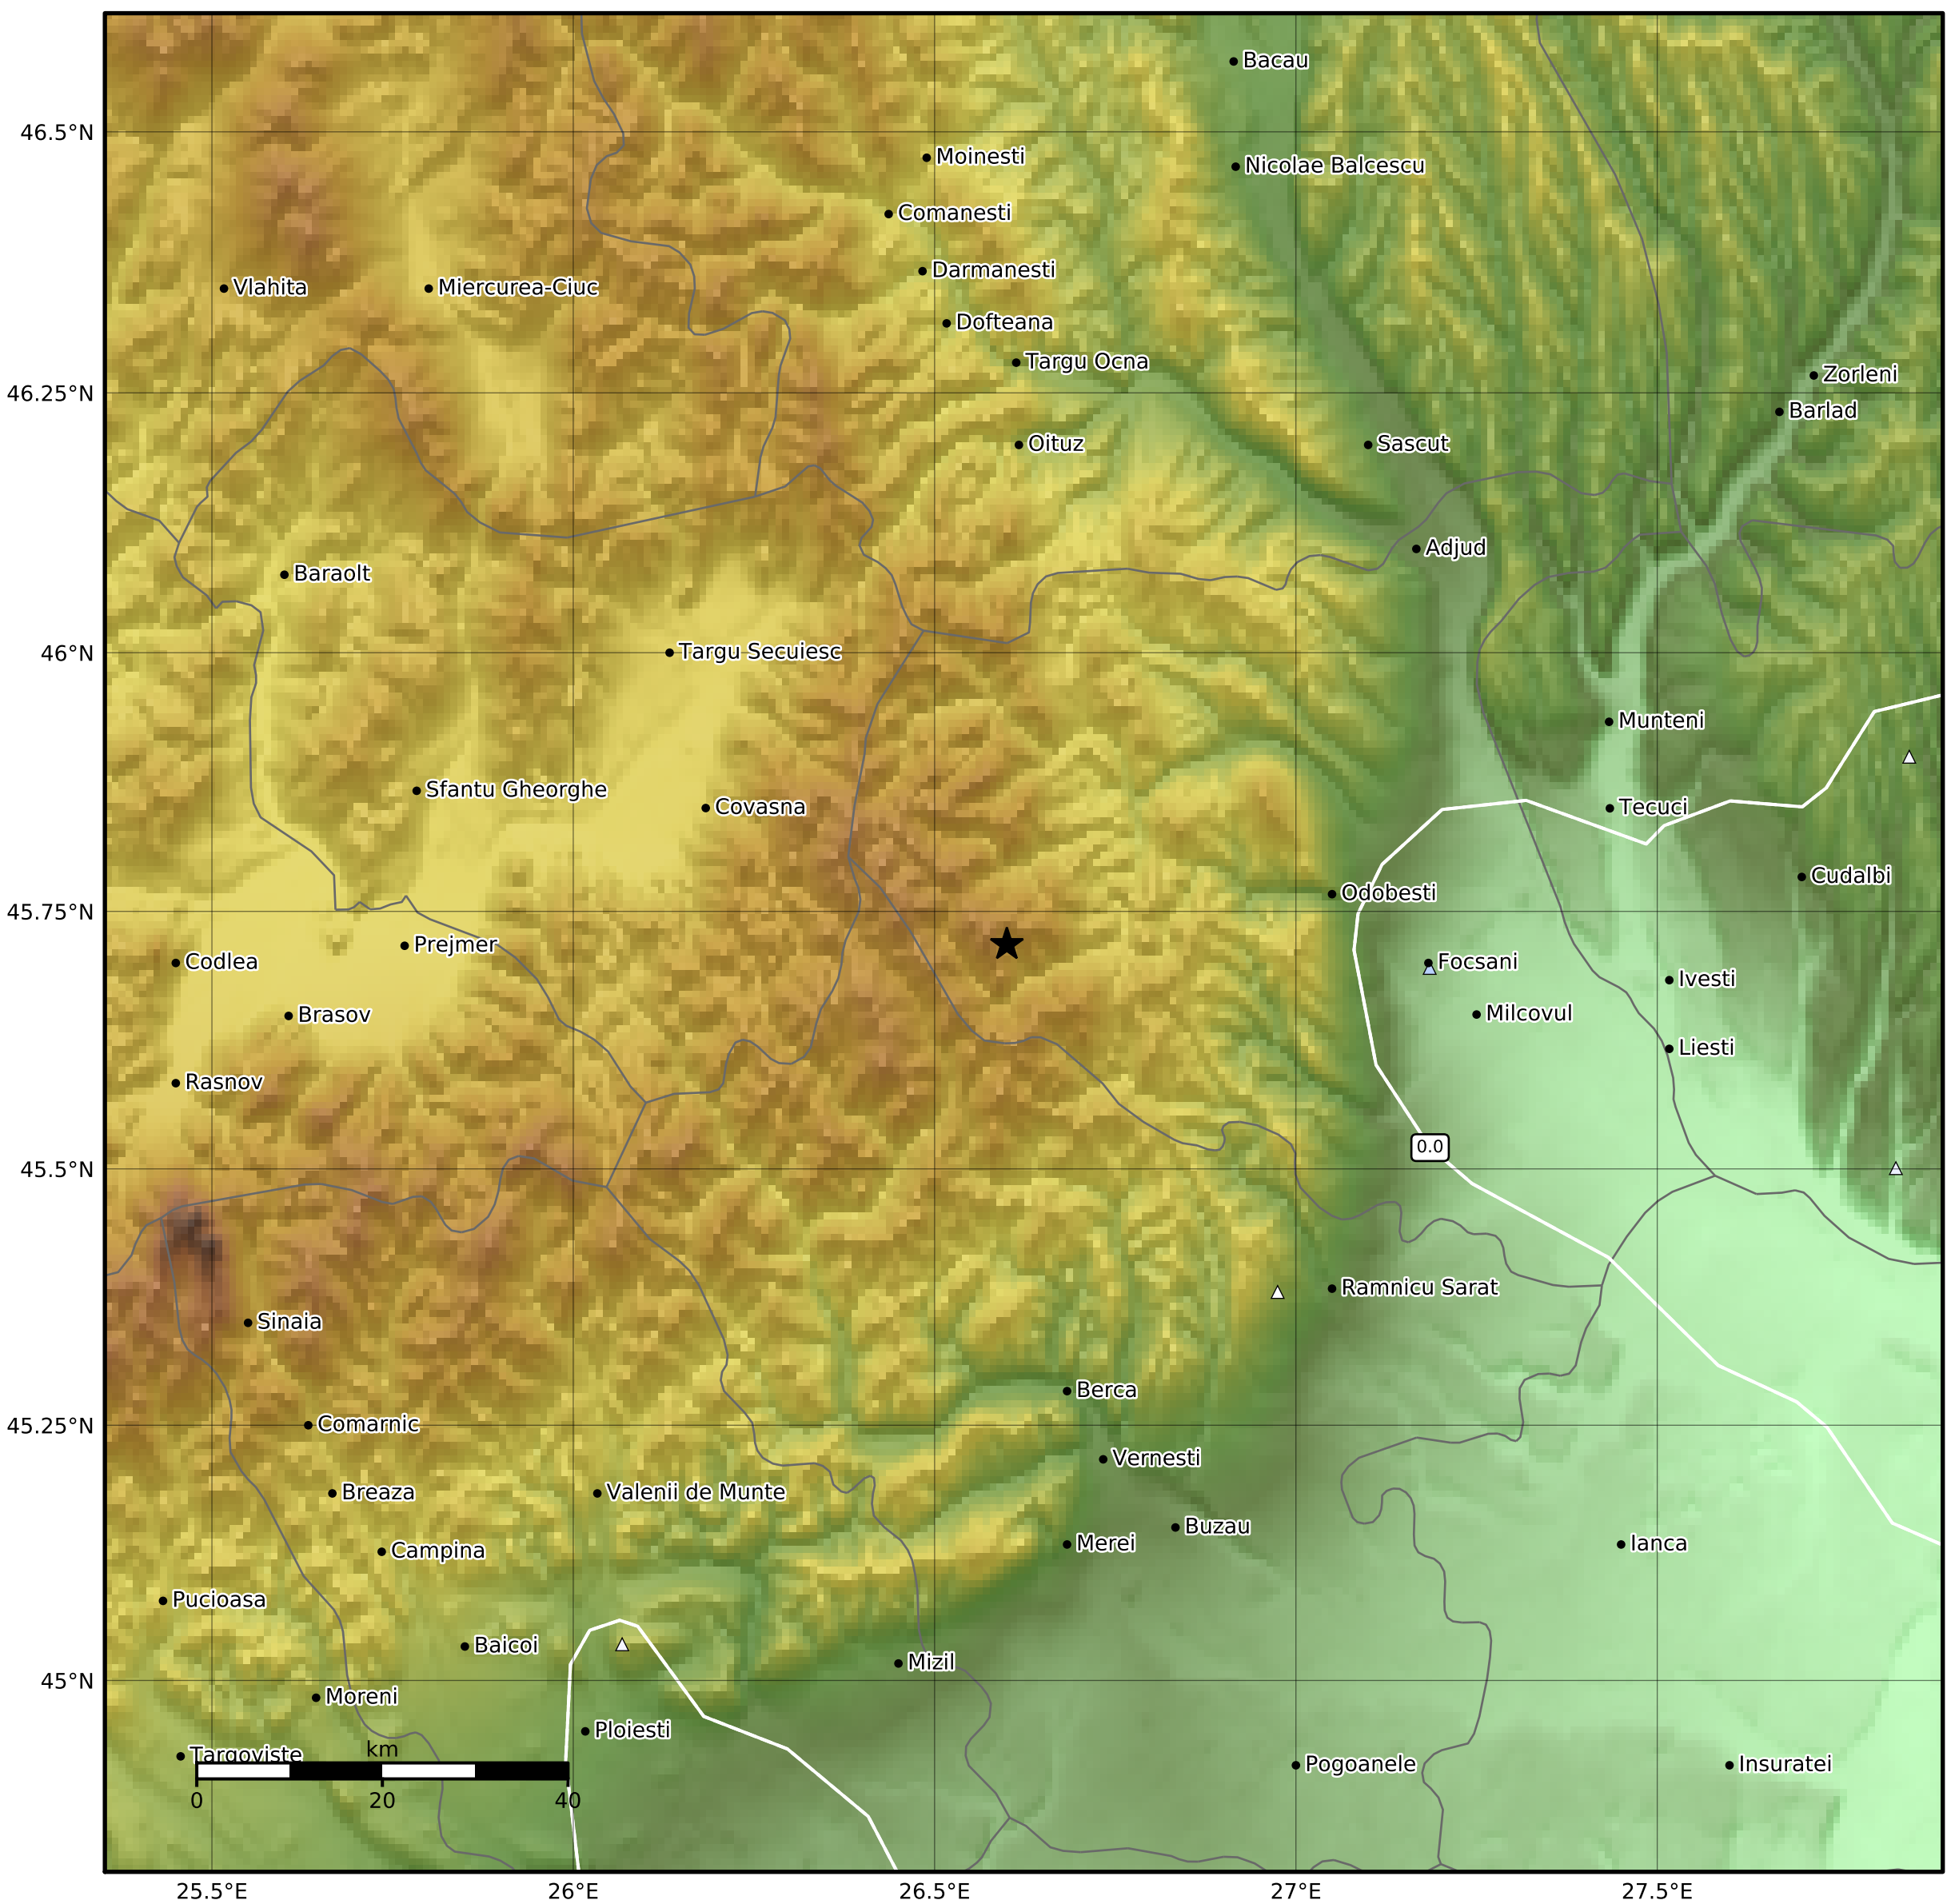 Bacau
46.5°N
Moinesti
Nicolae Balcescu
Comanesti
Darmanesti
Vlahita
Miercurea-Ciuc
Dofteana
Targu Ocna
Zorleni
46.25°N
Barlad
Oituz
Sascut
Adjud
Baraolt
46°N
Targu Secuiesc
Munteni
Sfantu Gheorghe
Covasna
Tecuci
Cudalbi
Odobesti
45.75°N
Prejmer
Codlea
Focsani
Ivesti
Brasov
Milcovul
Liesti
Rasnov
0.0
45.5°N
Ramnicu Sarat
Sinaia
Berca
45.25°N
Comarnic
Vernesti
Breaza
Valenii de Munte
Buzau
Merei
Ianca
Campina
Pucioasa
Baicoi
Mizil
45°N
Moreni
Ploiesti
Targoviste
km
Pogoanele
Insuratei
0 20 40
25.5°E 26°E 26.5°E 27°E 27.5°E